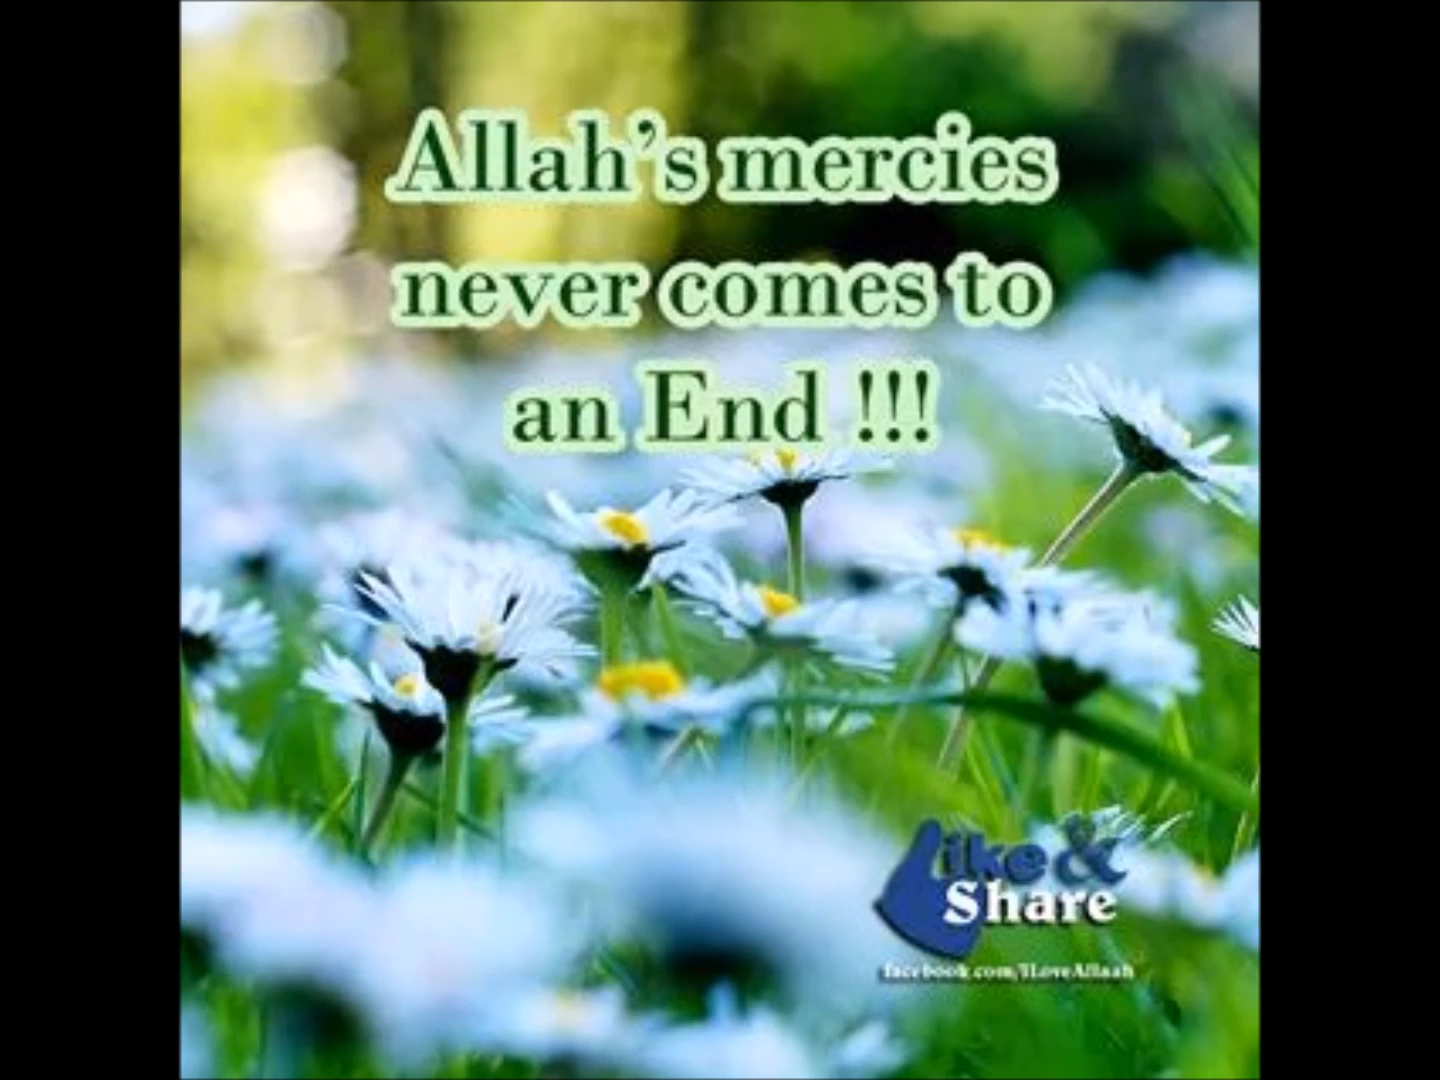 Allah's mercies
never comes to
an End !!!
Like &
Share
facebook.com/ILoveAllaah